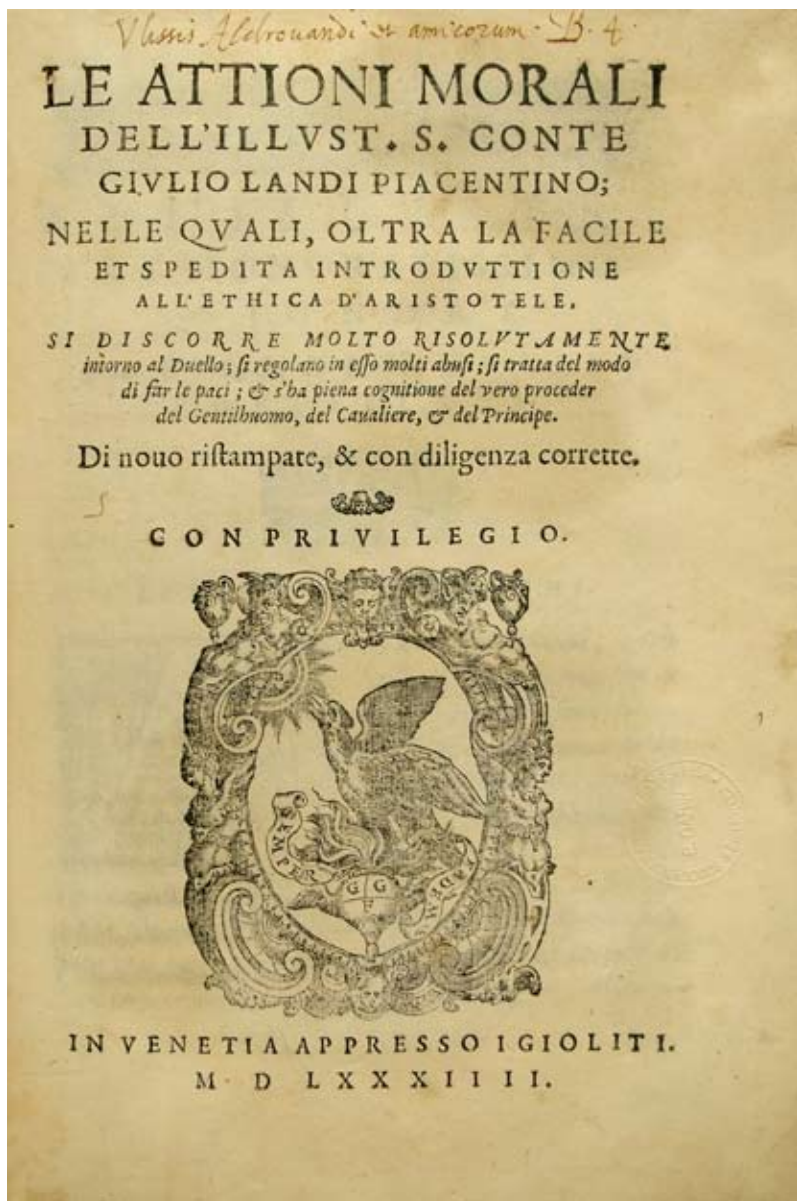 Vlissis Aldrouandi et amicorum. B. 4.
LE ATTIONI MORALI
DELL'ILLVST. S. CONTE
GIVLIO LANDI PIACENTINO;
NELLE QVALI, OLTRA LA FACILE
ET SPEDITA INTRODVTTIONE
ALL'ETHICA D'ARISTOTELE.
SI DISCORRE MOLTO RISOLVTAMENTE
intorno al Duello; si regolano in esso molti abusi; si tratta del modo
di far le paci; & s'ha piena cognitione del vero proceder
del Gentilhuomo, del Caualiere, & del Principe.
Di nouo ristampate, & con diligenza corrette.
CON PRIVILEGIO.
SEMPER
EADEM
G G
F
IN VENETIA APPRESSO I GIOLITI.
M D LXXXIIII.